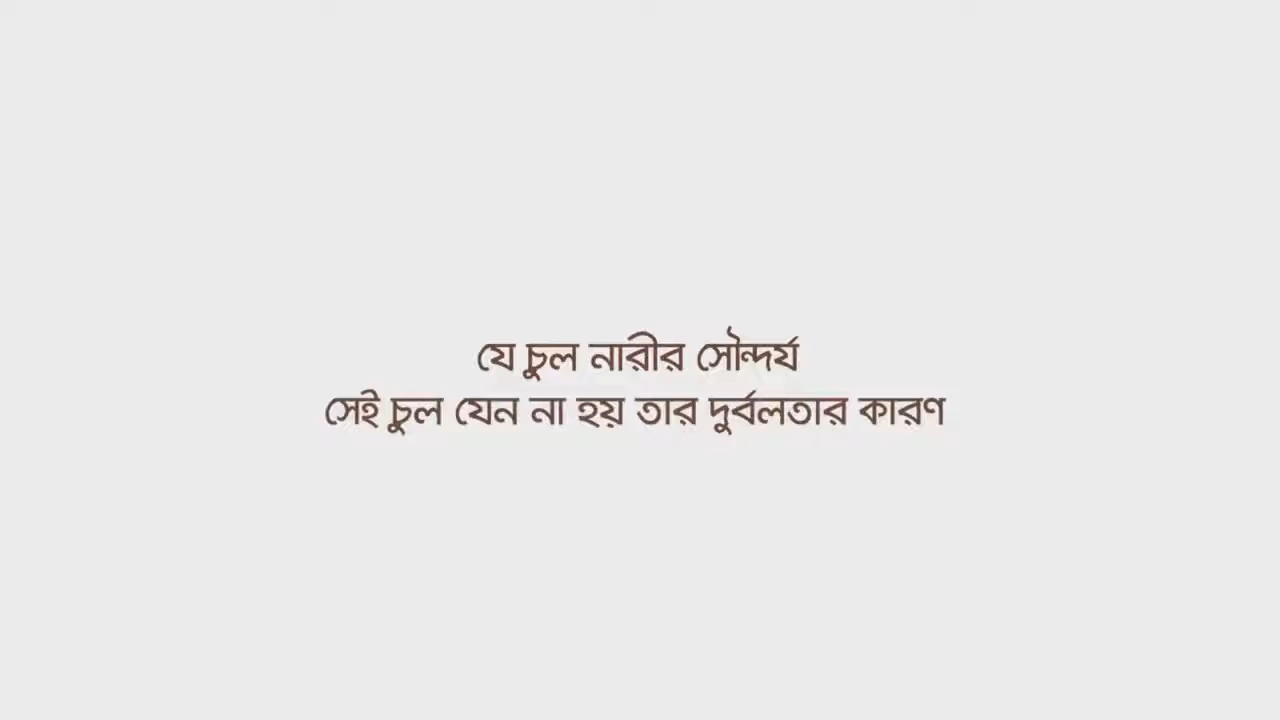 যে চুল নারীর সৌন্দর্য
সেই চুল যেন না হয় তার দুর্বলতার কারণ